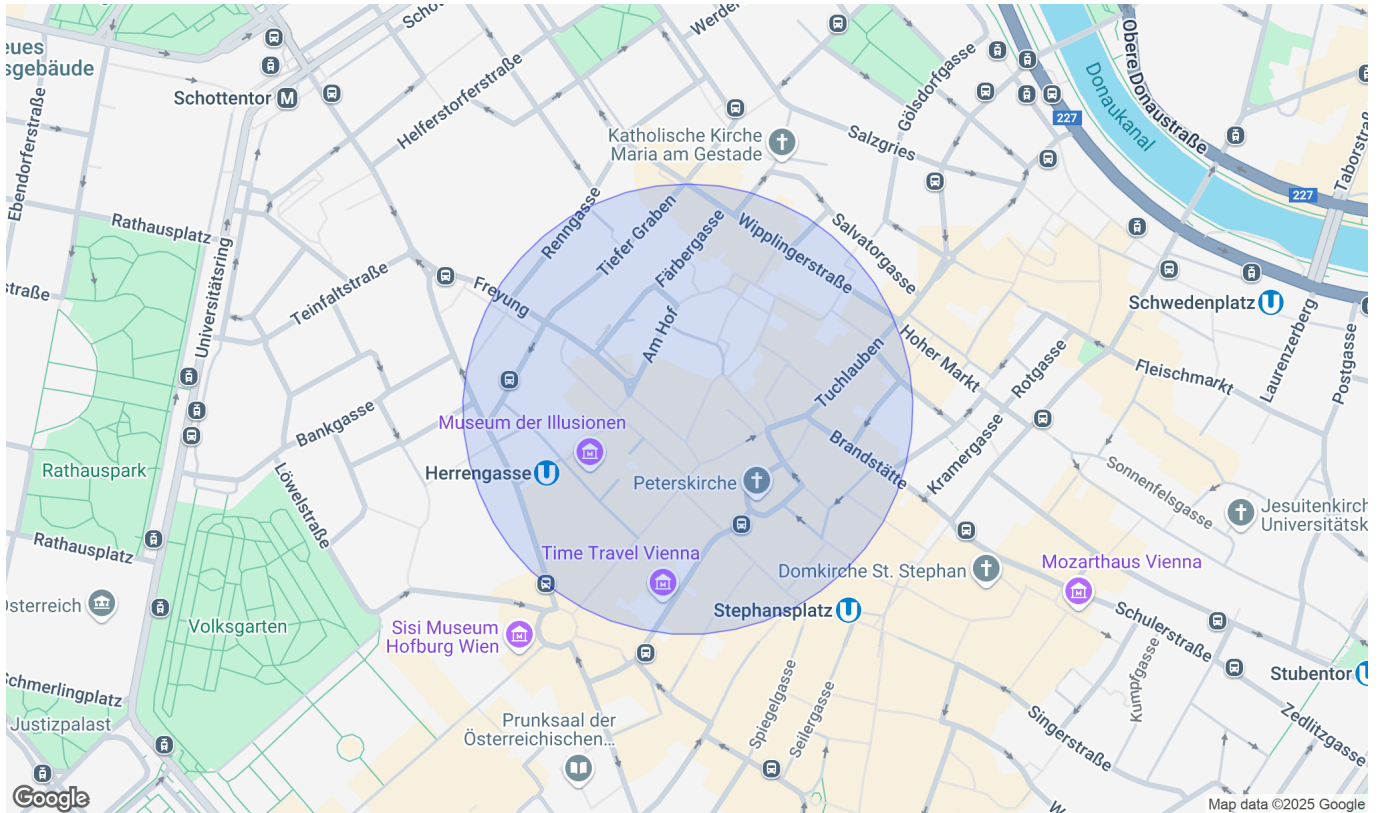 Schot
Werder
Obere Donaustraße
eues
sgebäude
Schottentor
M
Helferstorferstraße
Gölsdorfgasse
227
Donaukanal
Ebendorferstraße
Katholische Kirche
Maria am Gestade
Salzgries
Taborstraß
227
Rathausplatz
Renngasse
Tiefer Graben
Färbergasse
Wipplingerstraße
Salvatorgasse
Universitätsring
straße
Teinfaltstraße
Freyung
Am Hof
Schwedenplatz
U
Hoher Markt
Tuchlauben
Rotgasse
Fleischmarkt
Laurenzerberg
Postgasse
Bankgasse
Museum der Illusionen
Brandstätte
Kramergasse
Rathauspark
Löwelstraße
Herrengasse
U
Peterskirche
Sonnenfelsgasse
Jesuitenkirch
Universitätsk
Rathausplatz
Time Travel Vienna
Domkirche St. Stephan
Mozarthaus Vienna
Österreich
Volksgarten
Sisi Museum
Hofburg Wien
Stephansplatz
U
Schulerstraße
Stubentor
U
Kumpfgasse
Schmerlingplatz
Justizpalast
Prunksaal der
Österreichischen...
Spiegelgasse
Seilergasse
Singerstraße
Zedlitzgasse
W
Google
Map data ©2025 Google